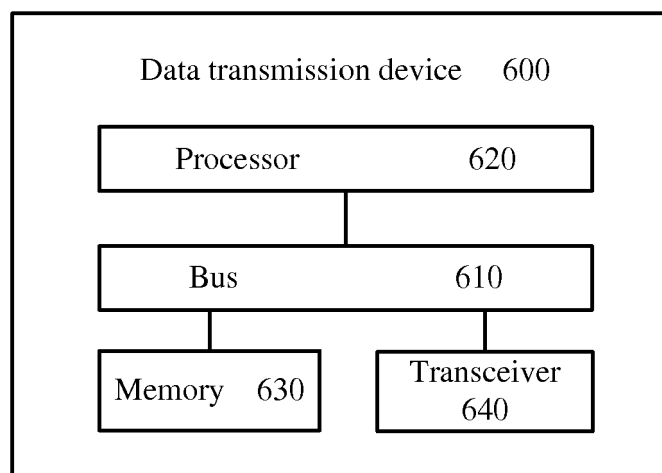 Data transmission device 600
Processor 620
Bus 610
Memory 630
Transceiver
640